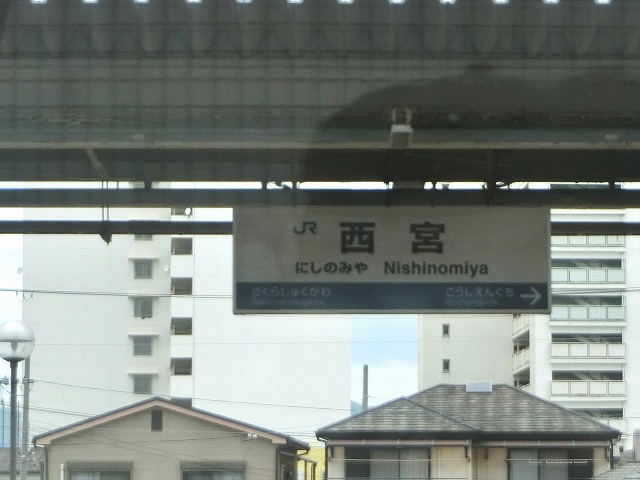 JR 西宮
にしのみや Nishinomiya
さくらしゅくがわ こうしえんぐち →